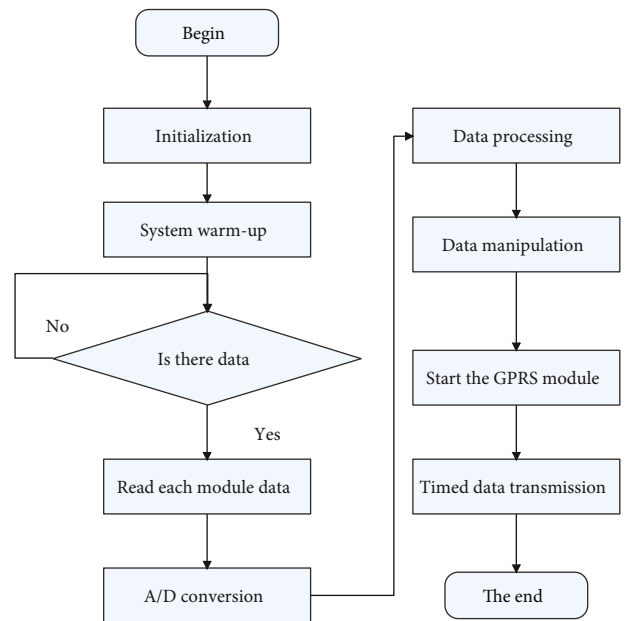 Begin
Initialization
System warm-up
No
Is there data
Yes
Read each module data
A/D conversion
Data processing
Data manipulation
Start the GPRS module
Timed data transmission
The end